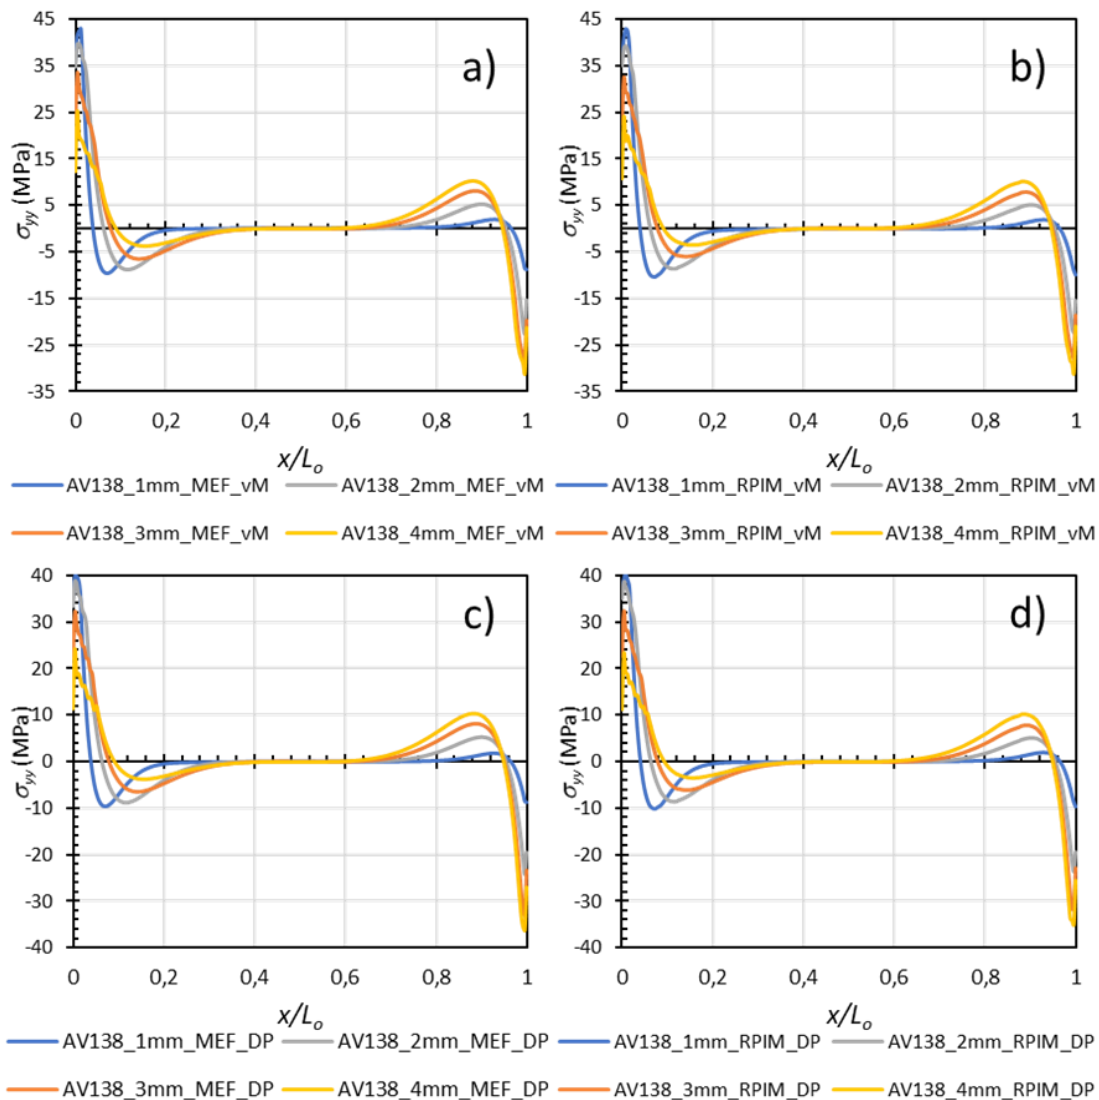 45
35
25
15
5
-5
-15
-25
-35
σyy (MPa)
a)
0 0,2 0,4 0,6 0,8 1
x/Lo
AV138_1mm_MEF_vM AV138_2mm_MEF_vM
AV138_3mm_MEF_vM AV138_4mm_MEF_vM
45
35
25
15
5
-5
-15
-25
-35
σyy (MPa)
b)
0 0,2 0,4 0,6 0,8 1
x/Lo
AV138_1mm_RPIM_vM AV138_2mm_RPIM_vM
AV138_3mm_RPIM_vM AV138_4mm_RPIM_vM
40
30
20
10
0
-10
-20
-30
-40
σyy (MPa)
c)
0 0,2 0,4 0,6 0,8 1
x/Lo
AV138_1mm_MEF_DP AV138_2mm_MEF_DP
AV138_3mm_MEF_DP AV138_4mm_MEF_DP
40
30
20
10
0
-10
-20
-30
-40
σyy (MPa)
d)
0 0,2 0,4 0,6 0,8 1
x/Lo
AV138_1mm_RPIM_DP AV138_2mm_RPIM_DP
AV138_3mm_RPIM_DP AV138_4mm_RPIM_DP